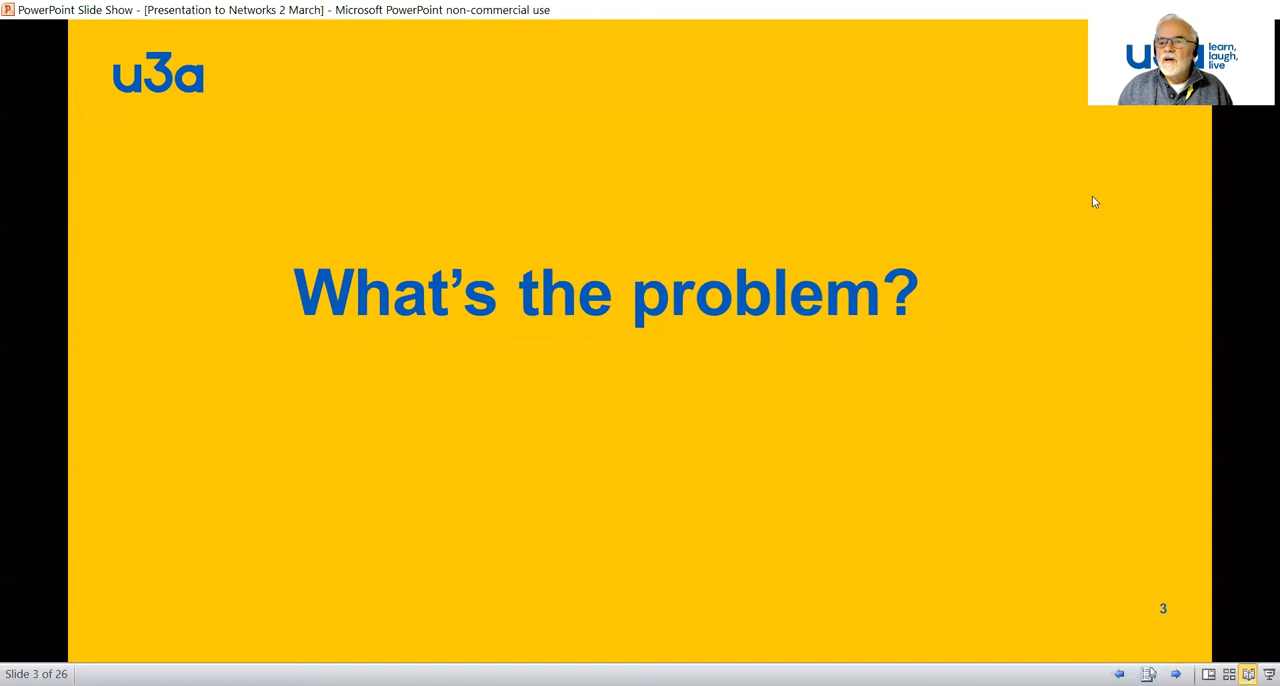 PowerPoint Slide Show - [Presentation to Networks 2 March] - Microsoft PowerPoint non-commercial use
u3a
learn,
laugh,
live
What's the problem?
3
Slide 3 of 26